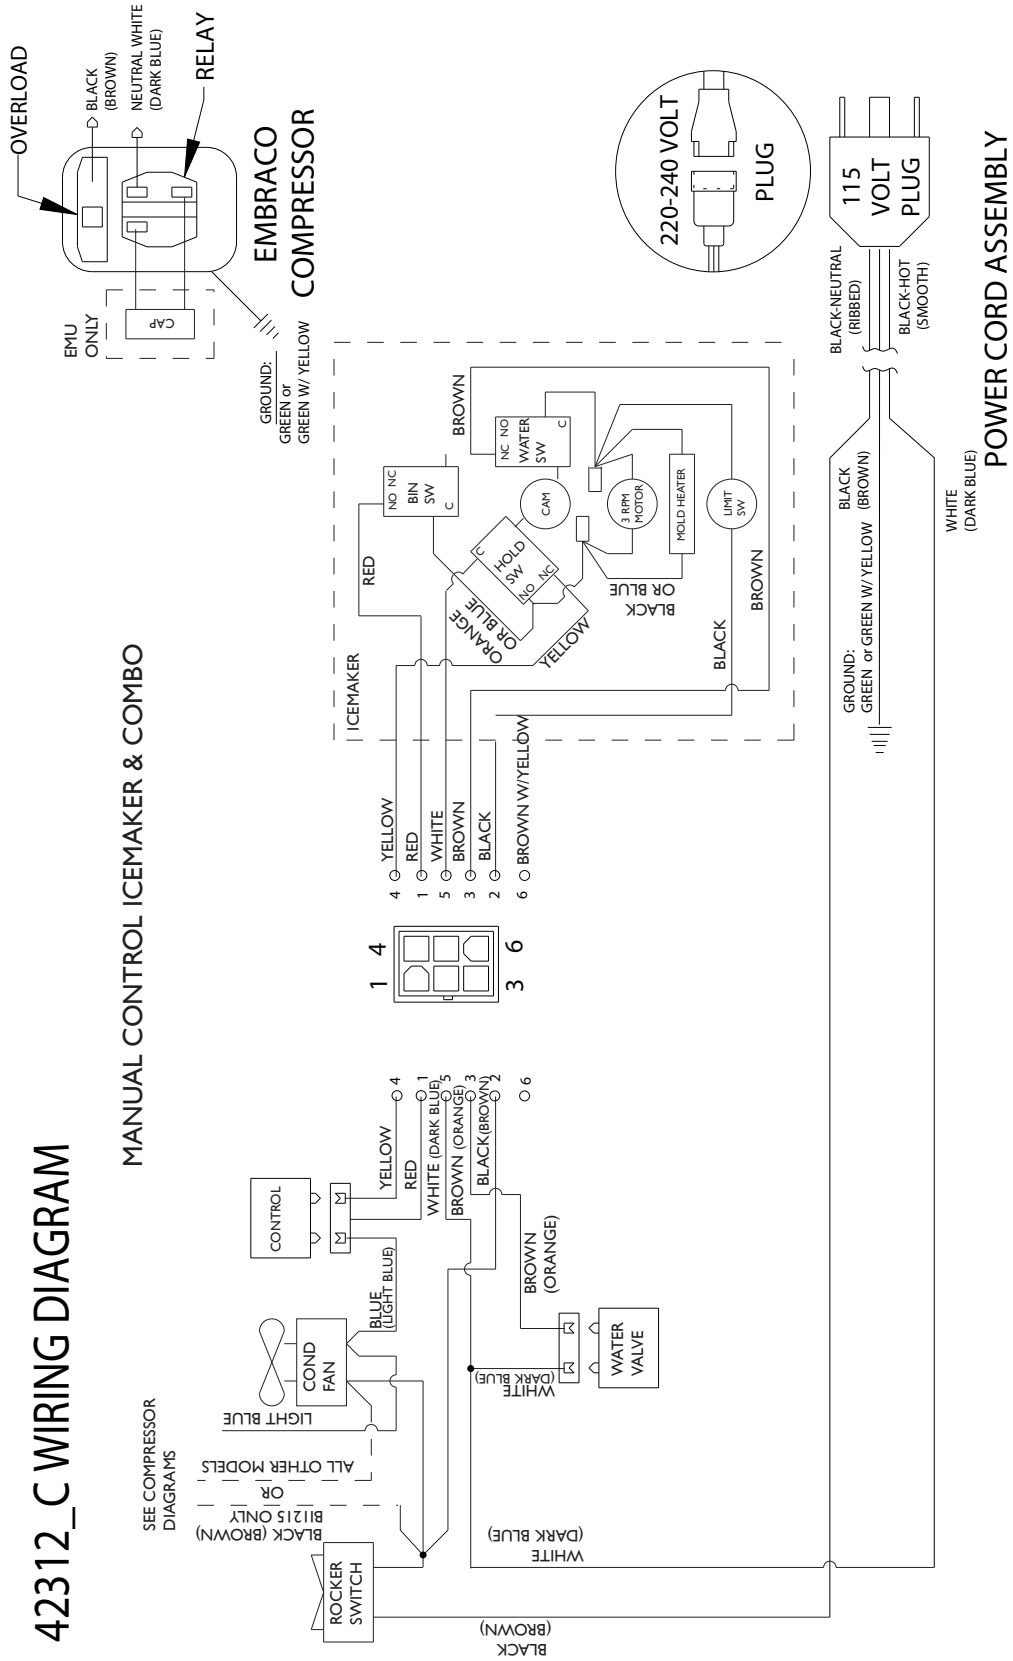 42312_C WIRING DIAGRAM
MANUAL CONTROL ICEMAKER & COMBO
SEE COMPRESSOR
DIAGRAMS
ROCKER
SWITCH
BLACK
(BROWN)
BLACK (BROWN)
BI1215 ONLY
OR
ALL OTHER MODELS
LIGHT BLUE
COND
FAN
BLUE
(LIGHT BLUE)
CONTROL
WHITE
(DARK BLUE)
WHITE
(DARK BLUE)
WATER
VALVE
BROWN
(ORANGE)
YELLOW
RED
WHITE (DARK BLUE)
BROWN (ORANGE)
BLACK(BROWN)
4
1
5
3
2
6
1
4
3
6
4
1
5
3
2
6
YELLOW
RED
WHITE
BROWN
BLACK
BROWN W/YELLOW
ICEMAKER
RED
ORANGE
OR BLUE
YELLOW
BLACK
BLACK
OR BLUE
BROWN
BROWN
NO NC
BIN
SW
C
C
HOLD
SW
NO NC
CAM
NC NO
WATER
SW
C
3 RPM
MOTOR
MOLD HEATER
LIMIT
SW
OVERLOAD
BLACK
(BROWN)
NEUTRAL WHITE
(DARK BLUE)
RELAY
EMU
ONLY
CAP
EMBRACO
COMPRESSOR
GROUND:
GREEN or
GREEN W/ YELLOW
220-240 VOLT
PLUG
115
VOLT
PLUG
BLACK-NEUTRAL
(RIBBED)
BLACK-HOT
(SMOOTH)
BLACK
(BROWN)
GROUND:
GREEN or GREEN W/ YELLOW
WHITE
(DARK BLUE)
POWER CORD ASSEMBLY